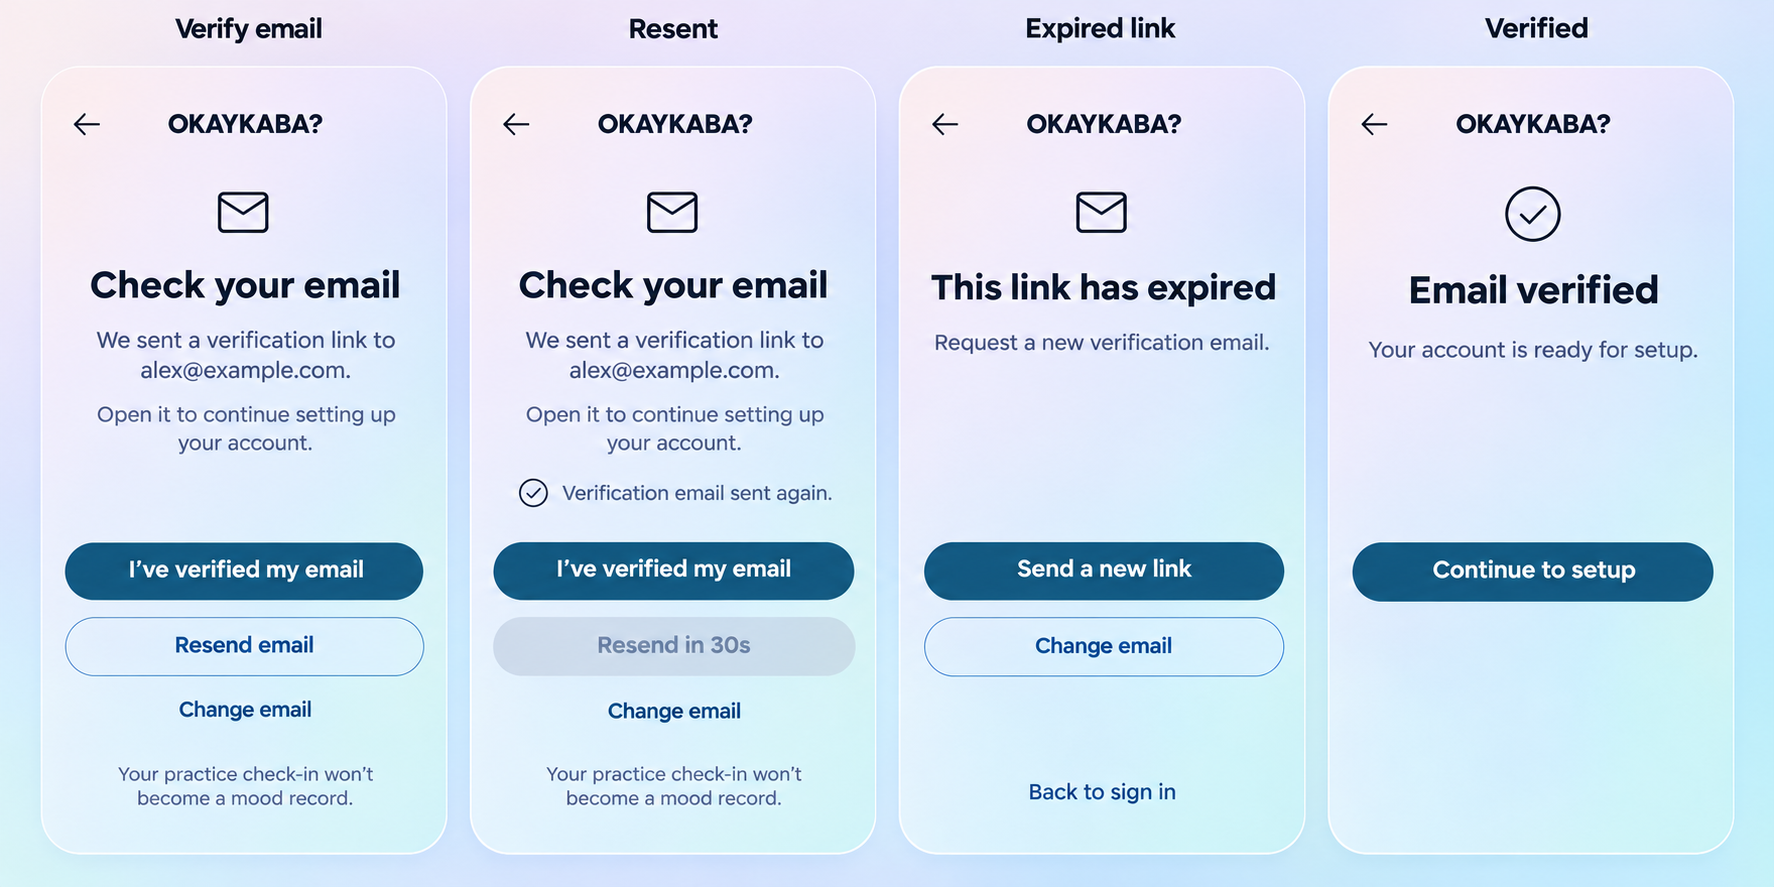 Verify email
OKAYKABA?
Check your email
We sent a verification link to
alex@example.com.
Open it to continue setting up
your account.
I’ve verified my email
Resend email
Change email
Your practice check-in won’t
become a mood record.
Resent
OKAYKABA?
Check your email
We sent a verification link to
alex@example.com.
Open it to continue setting up
your account.
Verification email sent again.
I’ve verified my email
Resend in 30s
Change email
Your practice check-in won’t
become a mood record.
Expired link
OKAYKABA?
This link has expired
Request a new verification email.
Send a new link
Change email
Back to sign in
Verified
OKAYKABA?
Email verified
Your account is ready for setup.
Continue to setup